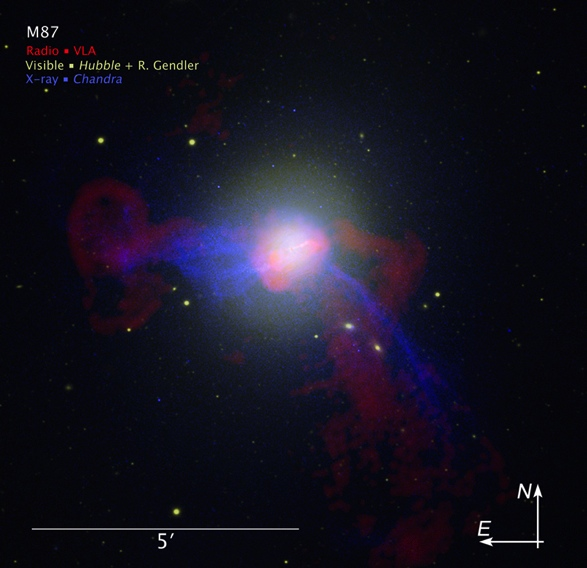 M87
Radio ▪ VLA
Visible ▪ Hubble + R. Gendler
X-ray ▪ Chandra
N
E
5′